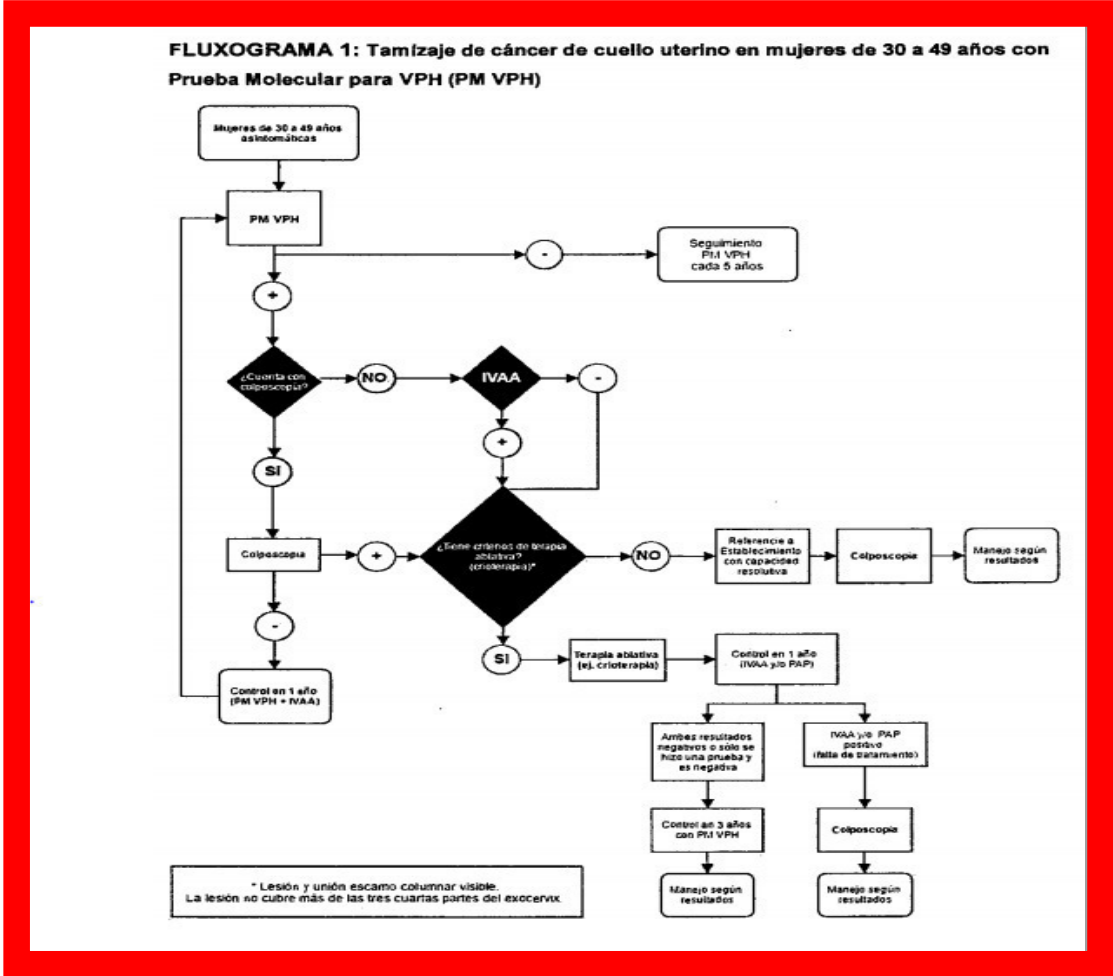 FLUXOGRAMA 1: Tamízaje de cáncer de cuello uterino en mujeres de 30 a 49 años con
Prueba Molecular para VPH (PM VPH)
Mujeres de 30 a 49 años
asintomáticas
PM VPH
-
Seguimiento
PM VPH
cada 5 años
+
¿Cuenta con
colposcopía?
NO
IVAA
-
+
SI
Colposcopia
+
¿Tiene criterios de terapia
ablativa?
(crioterapia)*
NO
Referencia a
Establecimiento
con capacidad
resolutiva
Colposcopía
Manejo según
resultados
-
SI
Terapia ablativa
(ej. crioterapia)
Control en 1 año
(IVAA y/o PAP)
Control en 1 año
(PM VPH + IVAA)
Ambos resultados
negativos o sólo se
hizo una prueba y
es negativa
IVAA y/o PAP
positivo
(falla de tratamiento)
Control en 3 años
con PM VPH
Colposcopía
Manejo según
resultados
Manejo según
resultados
* Lesión y unión escamo columnar visible.
La lesión no cubre más de las tres cuartas partes del exocervix.